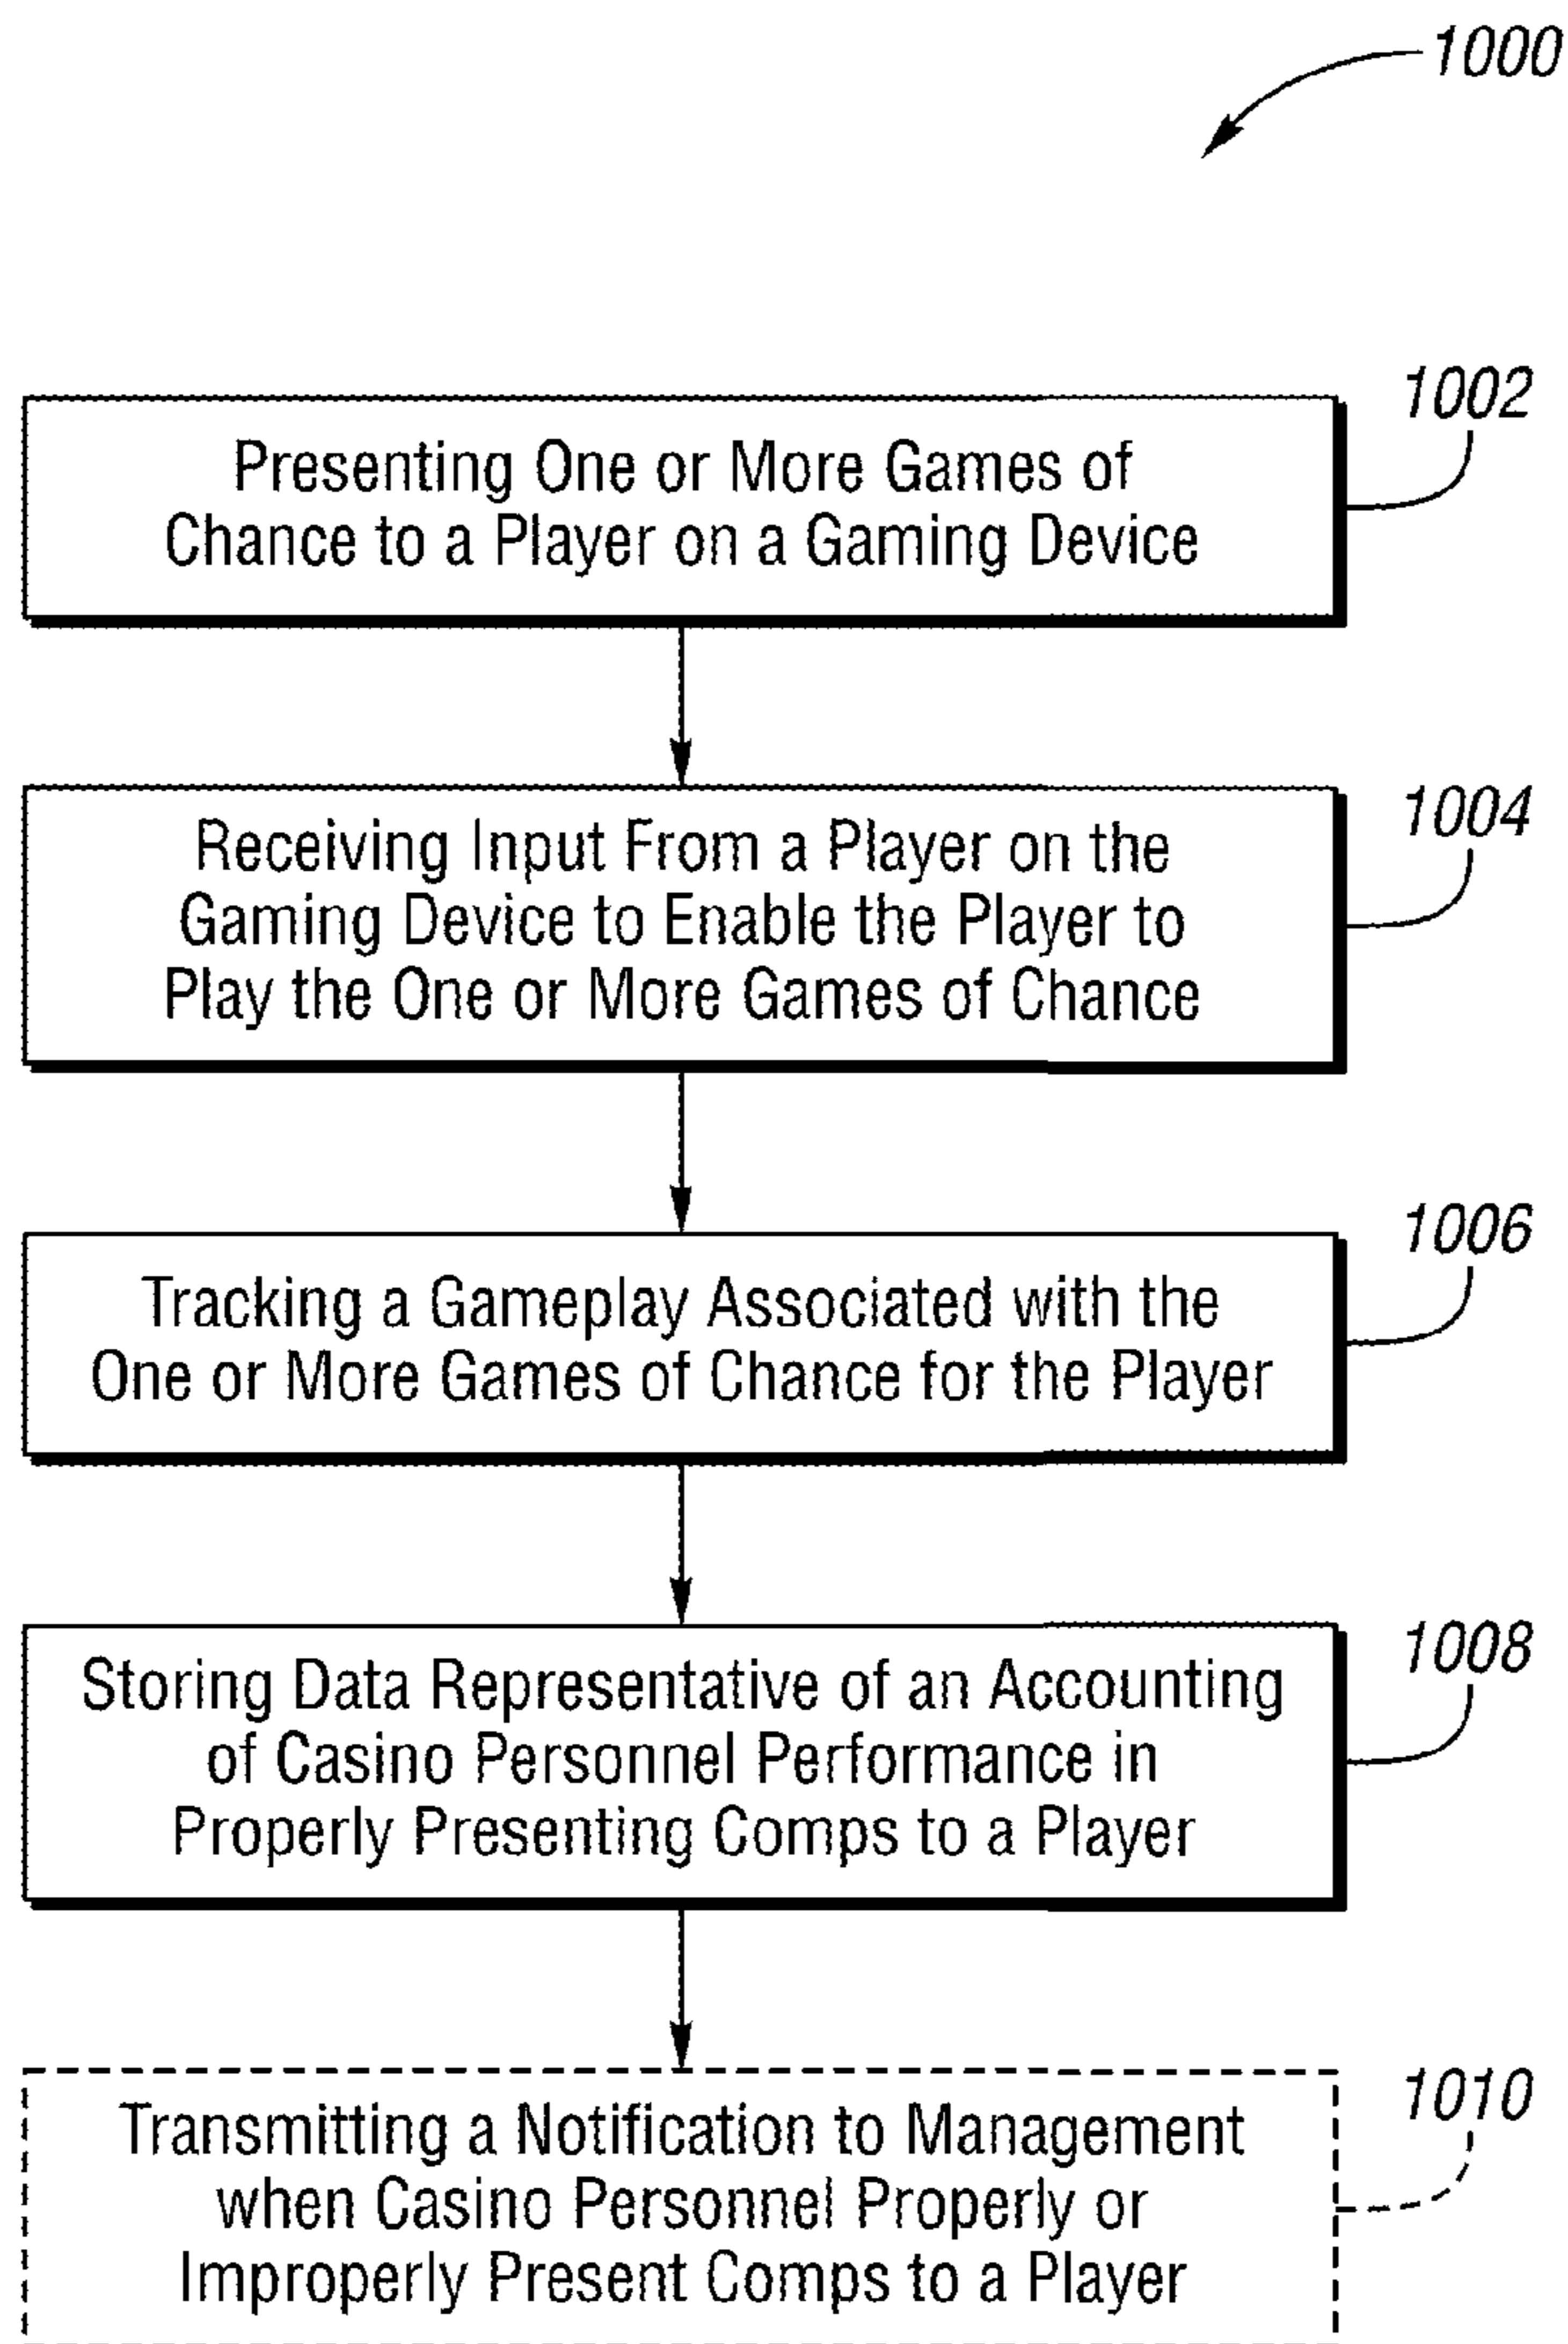 1000
1002
Presenting One or More Games of
Chance to a Player on a Gaming Device
1004
Receiving Input From a Player on the
Gaming Device to Enable the Player to
Play the One or More Games of Chance
1006
Tracking a Gameplay Associated with the
One or More Games of Chance for the Player
1008
Storing Data Representative of an Accounting
of Casino Personnel Performance in
Properly Presenting Comps to a Player
1010
Transmitting a Notification to Management
when Casino Personnel Properly or
Improperly Present Comps to a Player